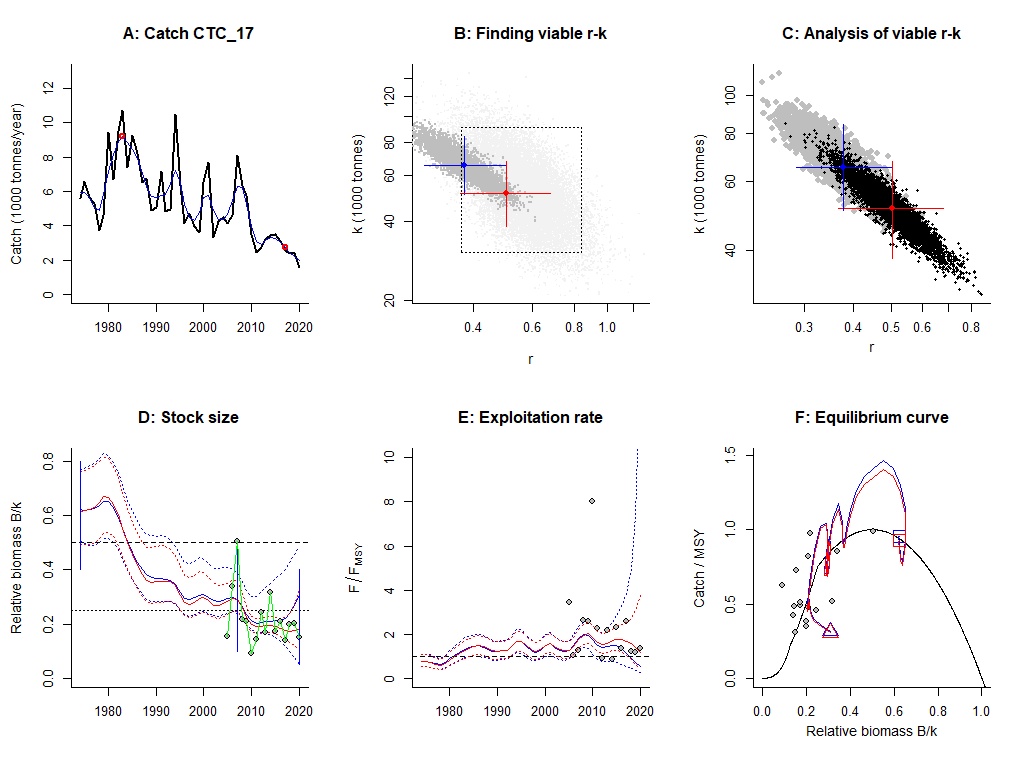 A: Catch CTC_17
Catch (1000 tonnes/year)
0 2 4 6 8 10 12
1980 1990 2000 2010 2020
B: Finding viable r-k
k (1000 tonnes)
20 40 60 80 120
0.4 0.6 0.8 1.0
r
C: Analysis of viable r-k
k (1000 tonnes)
40 60 80 100
0.3 0.4 0.5 0.6 0.8
r
D: Stock size
Relative biomass B/k
0.0 0.2 0.4 0.6 0.8
1980 1990 2000 2010 2020
E: Exploitation rate
F / FMSY
0 2 4 6 8 10
1980 1990 2000 2010 2020
F: Equilibrium curve
Catch / MSY
0.0 0.5 1.0 1.5
0.0 0.2 0.4 0.6 0.8 1.0
Relative biomass B/k